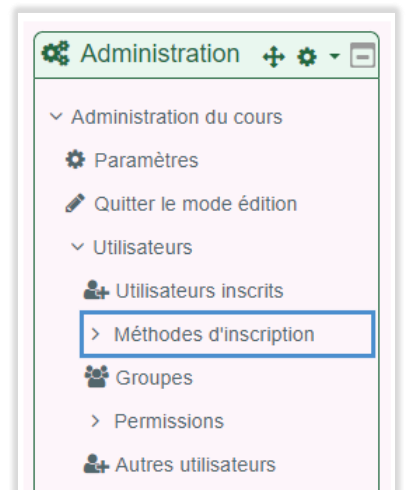 Administration
Administration du cours
Paramètres
Quitter le mode édition
Utilisateurs
Utilisateurs inscrits
Méthodes d'inscription
Groupes
Permissions
Autres utilisateurs